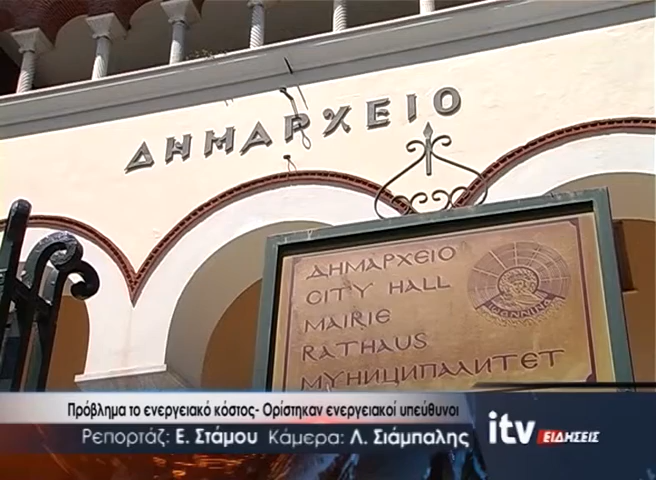 ΔΗΜΑΡΧΕΙΟ
ΔΗΜΑΡΧΕΙΟ
CITY HALL
MAIRIE
RATHAUS
МУНИЦИПАЛИТЕТ
Πρόβλημα το ενεργειακό κόστος- Ορίστηκαν ενεργειακοί υπεύθυνοι
Ρεπορτάζ: Ε. Στάμου Κάμερα: Λ. Σιάμπαλης
itv ΕΙΔΗΣΕΙΣ